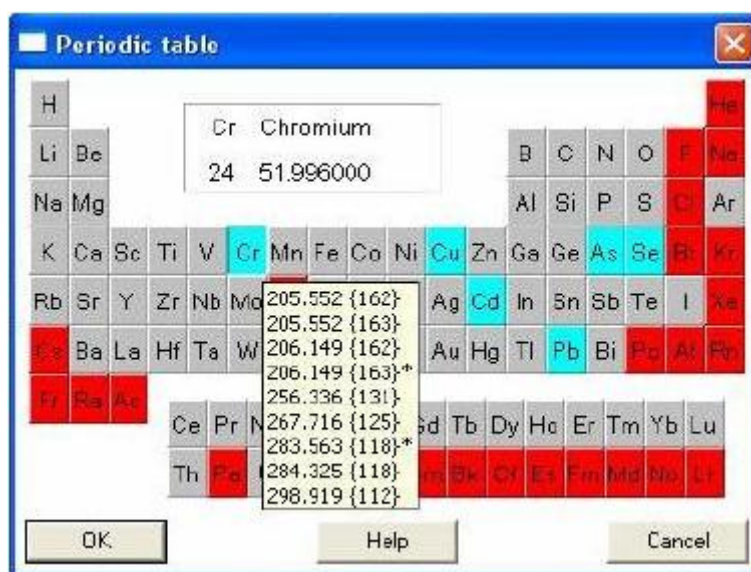 Periodic table
H He
Cr Chromium
24 51.996000
Li Be B C N O F Ne
Na Mg Al Si P S Cl Ar
K Ca Sc Ti V Cr Mn Fe Co Ni Cu Zn Ga Ge As Se Br Kr
Rb Sr Y Zr Nb Mo Ag Cd In Sn Sb Te I Xe
205.552 {162}
205.552 {163}
206.149 {162}
206.149 {163}*
256.336 {131}
267.716 {125}
283.563 {118}*
284.325 {118}
298.919 {112}
Cs Ba La Hf Ta W Au Hg Tl Pb Bi Po At Rn
Fr Ra Ac
Ce Pr Tb Dy Ho Er Tm Yb Lu
Th Pa Bk Cf Es Fm Md No Lr
OK Help Cancel